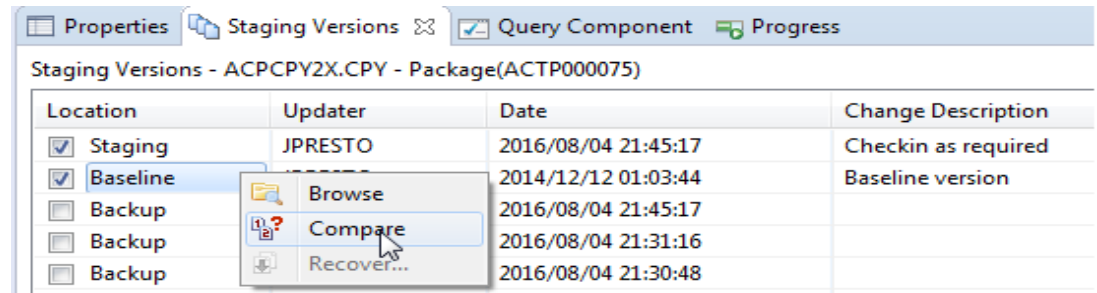 Properties Staging Versions Query Component Progress
Staging Versions - ACPCPY2X.CPY - Package(ACTP000075)
Location Updater Date Change Description
Staging JPRESTO 2016/08/04 21:45:17 Checkin as required
Baseline 2014/12/12 01:03:44 Baseline version
Browse
Backup 2016/08/04 21:45:17
Compare
Backup 2016/08/04 21:31:16
Recover...
Backup 2016/08/04 21:30:48